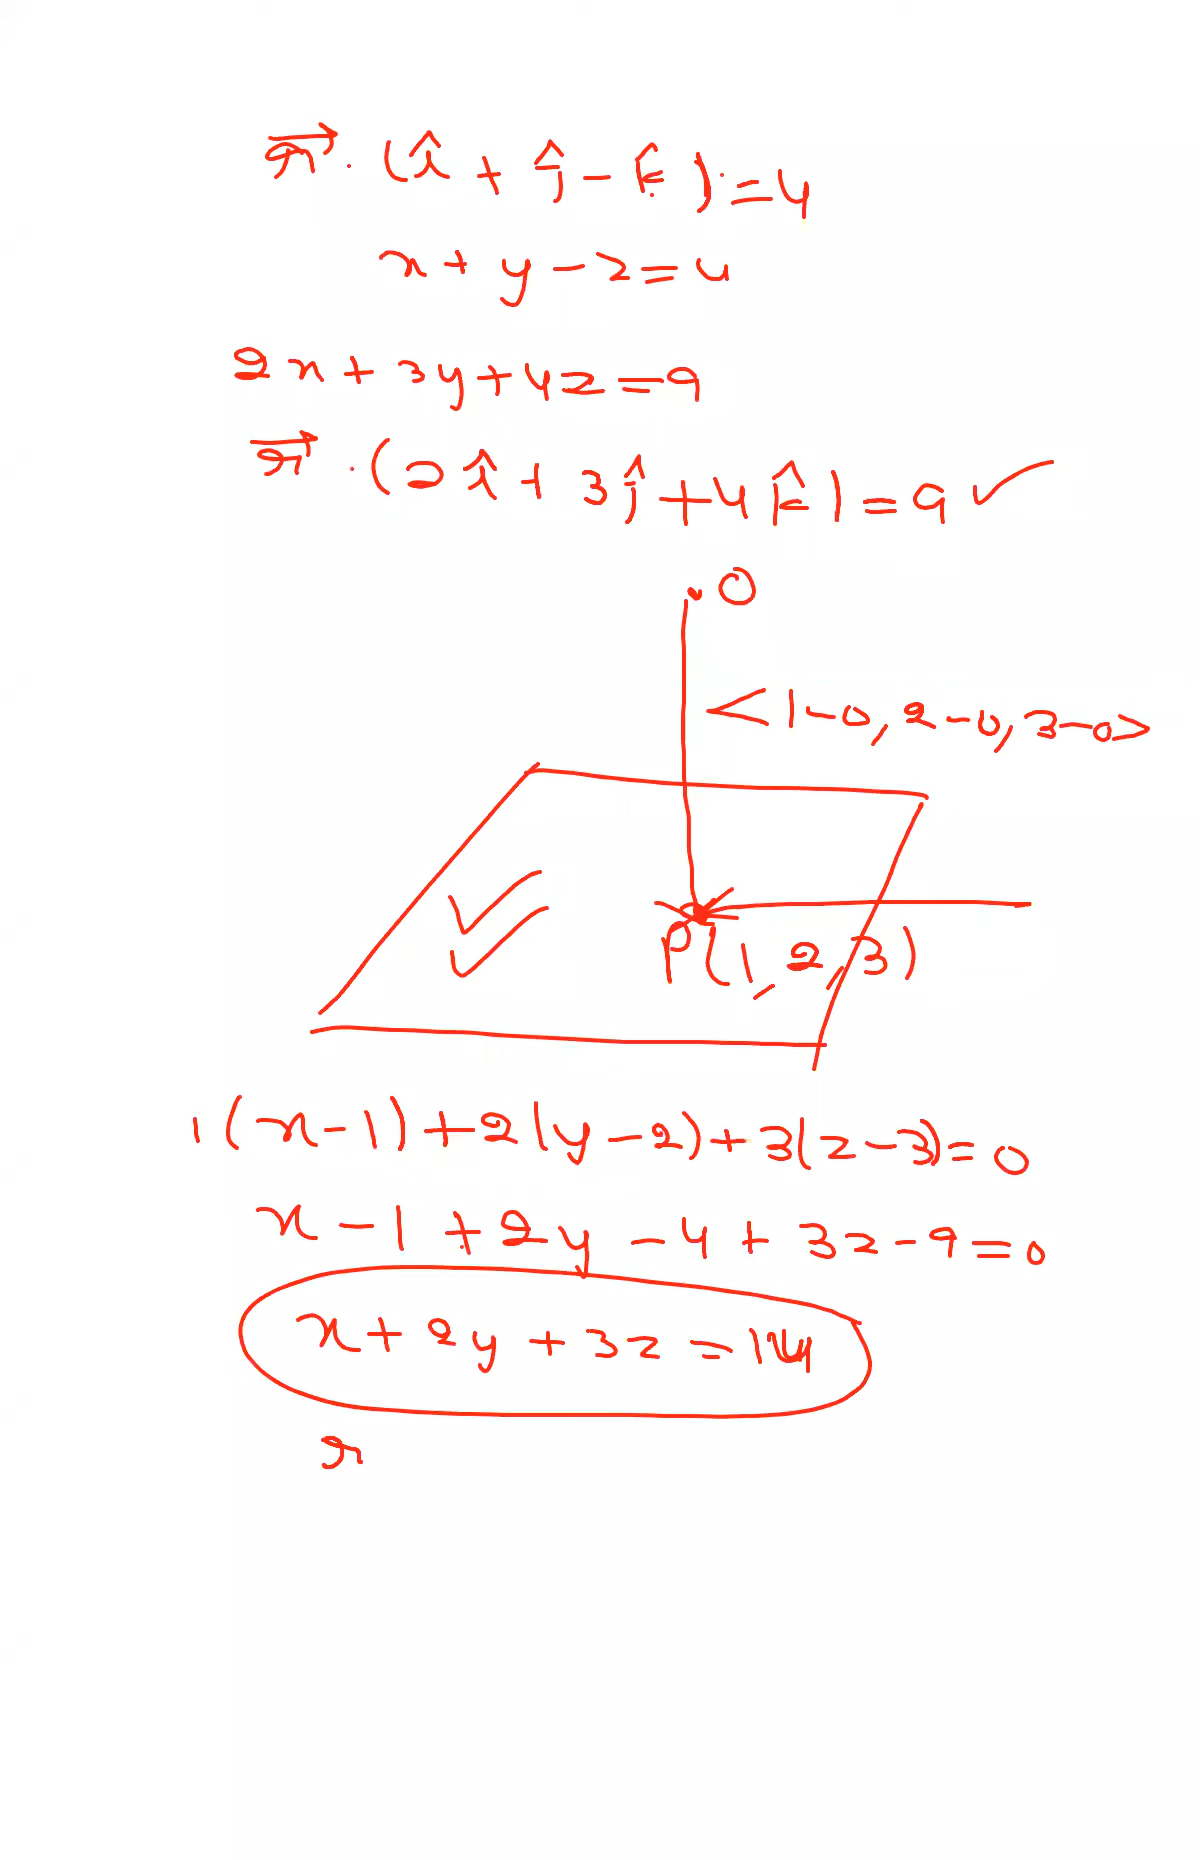 r⃗ . (î + ĵ - k̂) = 4
x + y - z = 4
2x + 3y + 4z = 9
r⃗ . (2î + 3ĵ + 4k̂) = 9 ✓
. O
<1-0, 2-0, 3-0>
P(1, 2, 3)
1(x-1) + 2(y-2) + 3(z-3) = 0
x - 1 + 2y - 4 + 3z - 9 = 0
x + 2y + 3z = 14
r